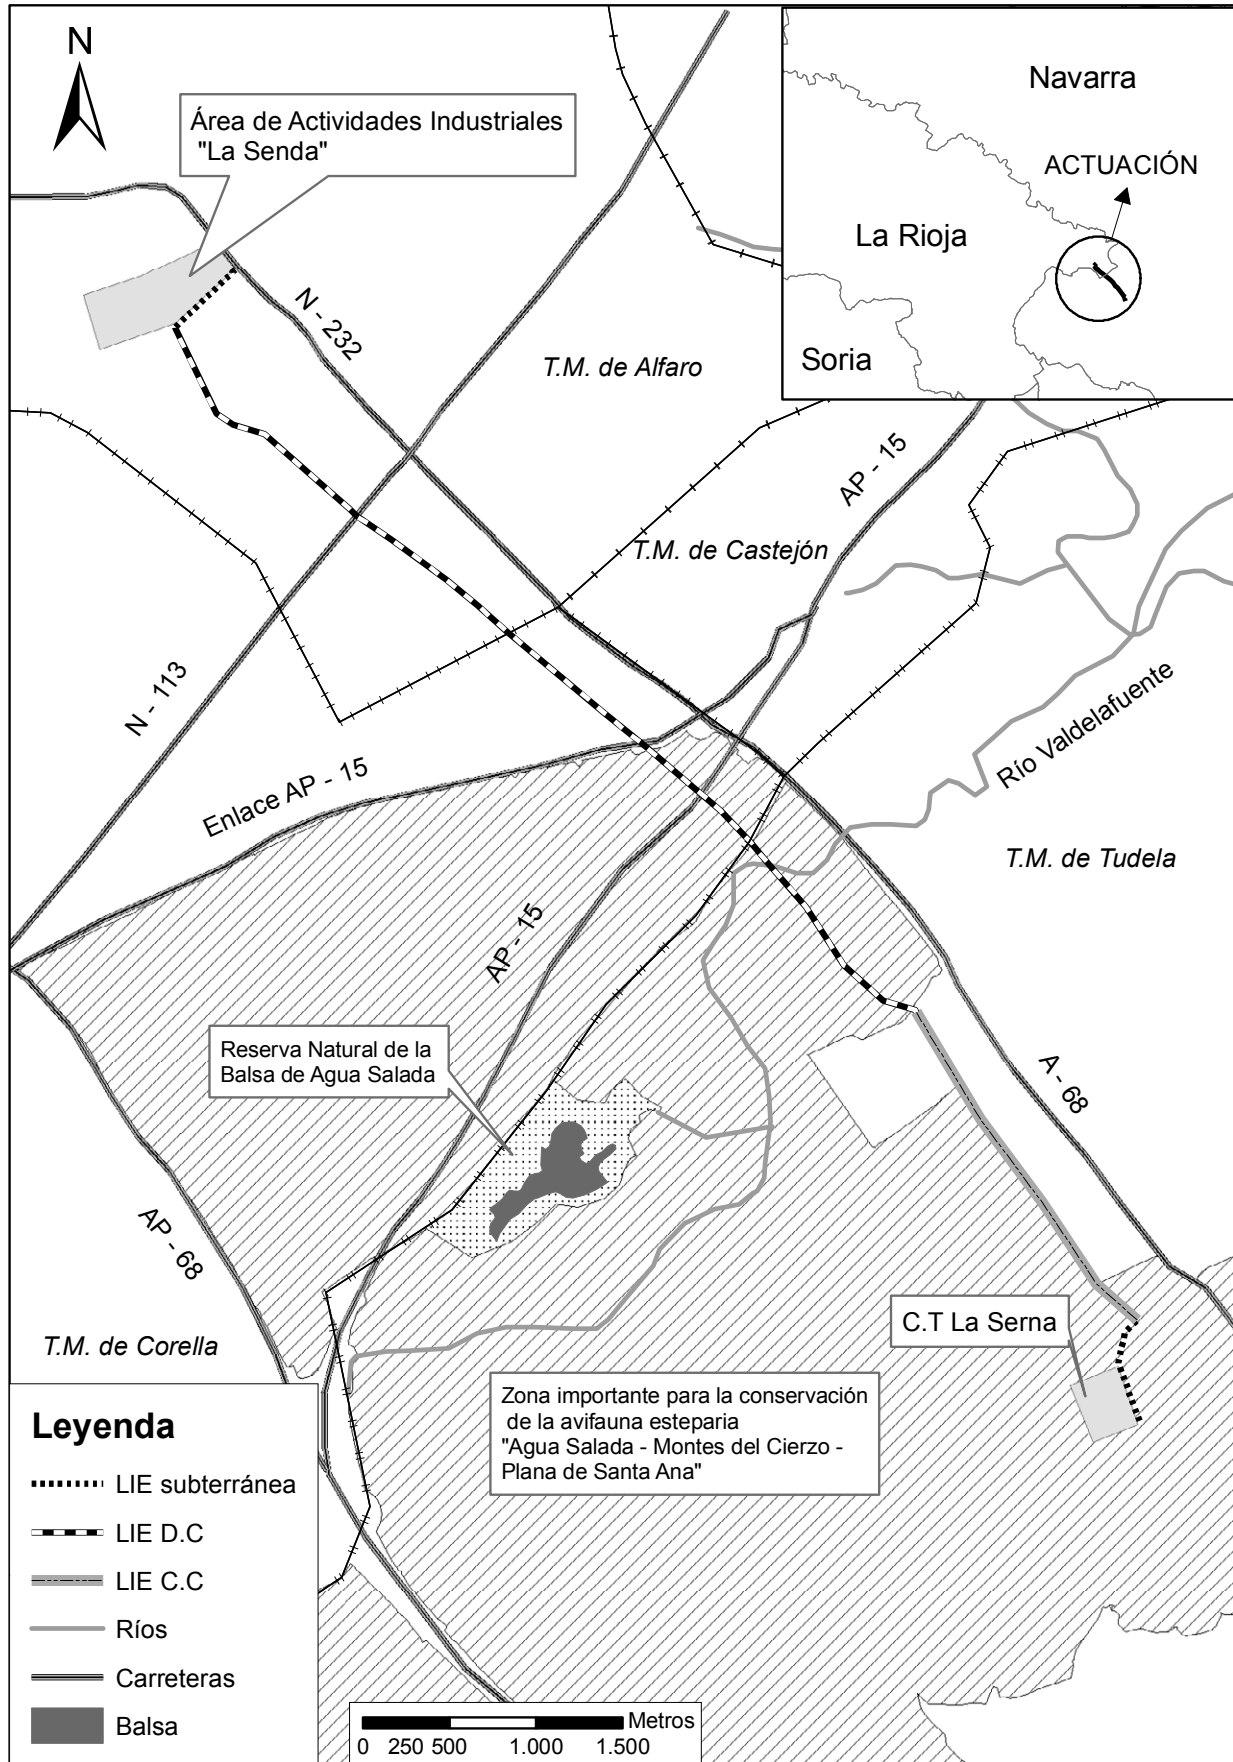 N
Área de Actividades Industriales
"La Senda"
Navarra
ACTUACIÓN
La Rioja
Soria
N - 232
T.M. de Alfaro
AP - 15
T.M. de Castejón
N - 113
Río Valdelafuente
Enlace AP - 15
T.M. de Tudela
AP - 15
Reserva Natural de la
Balsa de Agua Salada
A - 68
AP - 68
C.T La Serna
T.M. de Corella
Zona importante para la conservación
de la avifauna esteparia
"Agua Salada - Montes del Cierzo -
Plana de Santa Ana"
Leyenda
LIE subterránea
LIE D.C
LIE C.C
Ríos
Carreteras
Balsa
Metros
0 250 500 1.000 1.500